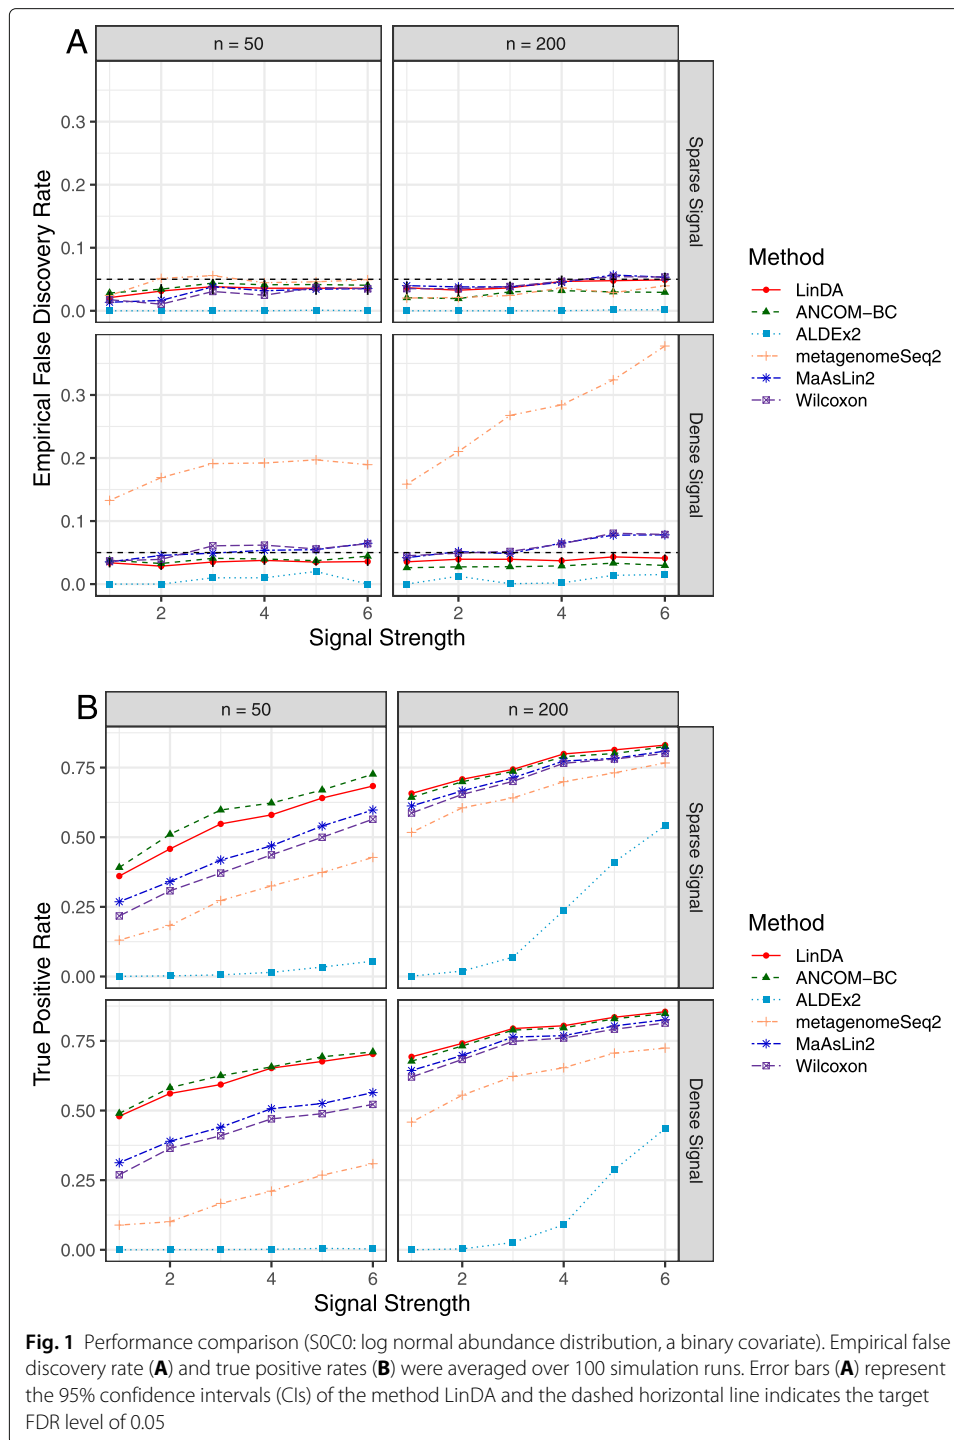 A
n = 50
n = 200
Empirical False Discovery Rate
0.3
0.2
0.1
0.0
Sparse Signal
0.3
0.2
0.1
0.0
Dense Signal
2
4
6
2
4
6
Signal Strength
Method
LinDA
ANCOM−BC
ALDEx2
metagenomeSeq2
MaAsLin2
Wilcoxon
B
n = 50
n = 200
True Positive Rate
0.75
0.50
0.25
0.00
Sparse Signal
0.75
0.50
0.25
0.00
Dense Signal
2
4
6
2
4
6
Signal Strength
Method
LinDA
ANCOM−BC
ALDEx2
metagenomeSeq2
MaAsLin2
Wilcoxon
Fig. 1 Performance comparison (S0C0: log normal abundance distribution, a binary covariate). Empirical false
discovery rate (A) and true positive rates (B) were averaged over 100 simulation runs. Error bars (A) represent
the 95% confidence intervals (CIs) of the method LinDA and the dashed horizontal line indicates the target
FDR level of 0.05